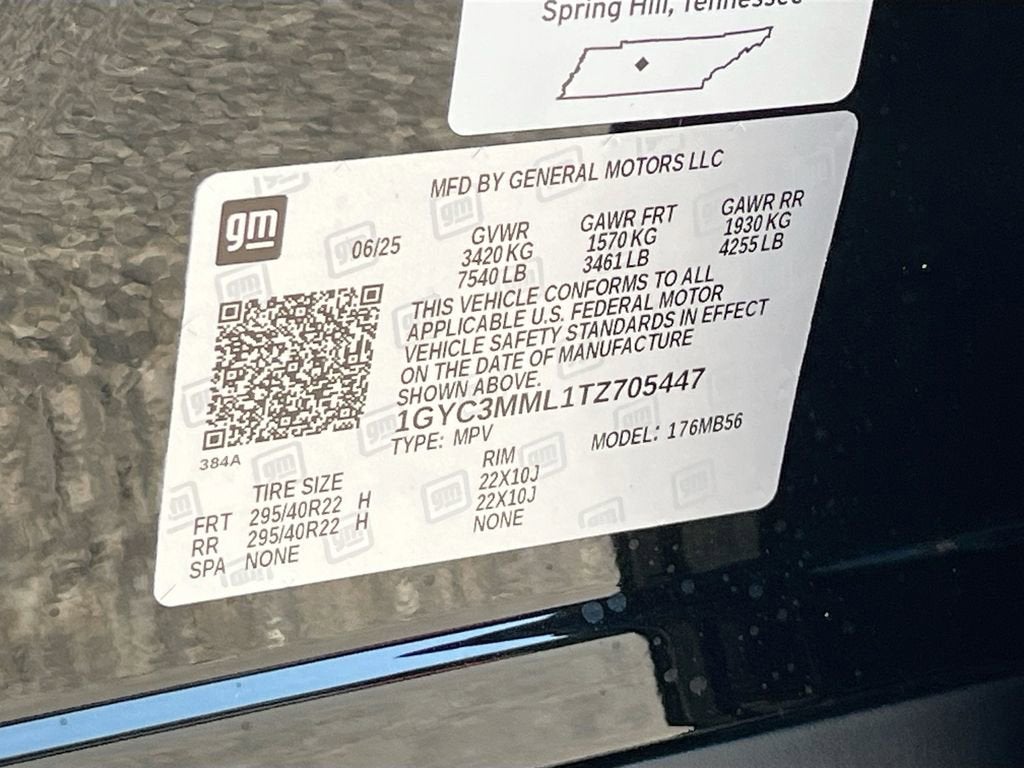 Spring Hill, Tennessee
MFD BY GENERAL MOTORS LLC
gm
06/25
GVWR GAWR FRT GAWR RR
3420 KG 1570 KG 1930 KG
7540 LB 3461 LB 4255 LB
THIS VEHICLE CONFORMS TO ALL
APPLICABLE U.S. FEDERAL MOTOR
VEHICLE SAFETY STANDARDS IN EFFECT
ON THE DATE OF MANUFACTURE
SHOWN ABOVE.
1GYC3MML1TZ705447
TYPE: MPV MODEL: 176MB56
384A
TIRE SIZE RIM
FRT 295/40R22 H 22X10J
RR 295/40R22 H 22X10J
SPA NONE NONE